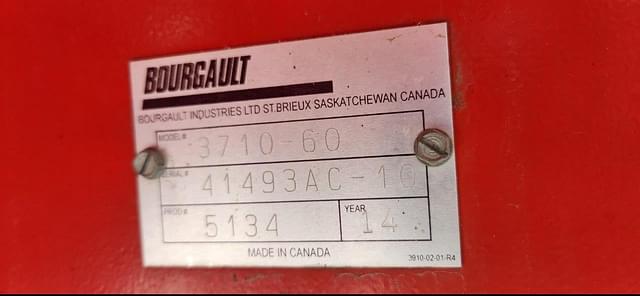 BOURGAULT
BOURGAULT INDUSTRIES LTD ST.BRIEUX SASKATCHEWAN CANADA
MODEL# 3710-60
SERIAL# 41493AC-10
PROD# 5134 YEAR 14
MADE IN CANADA
3910-02-01-R4